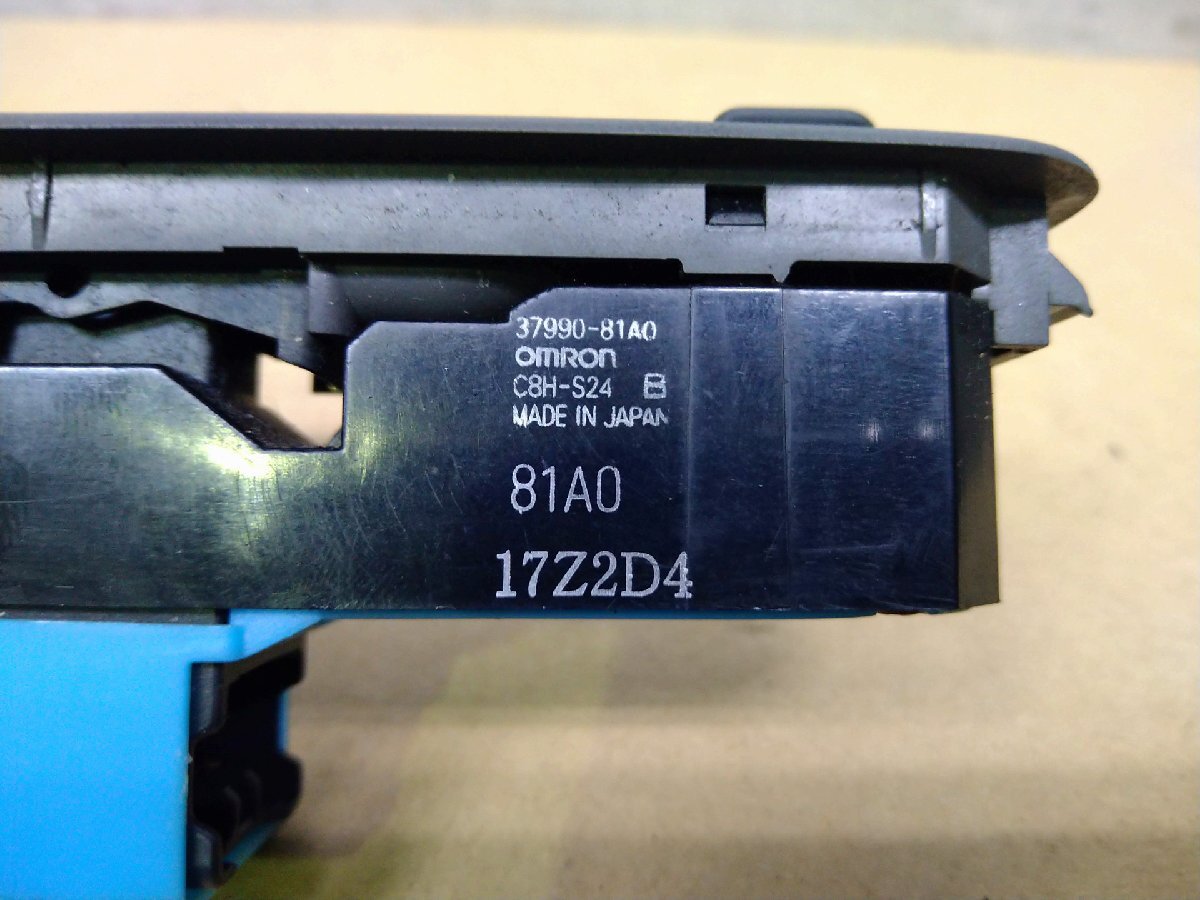 37990-81A0
omron
C8H-S24 B
MADE IN JAPAN
81A0
17Z2D4